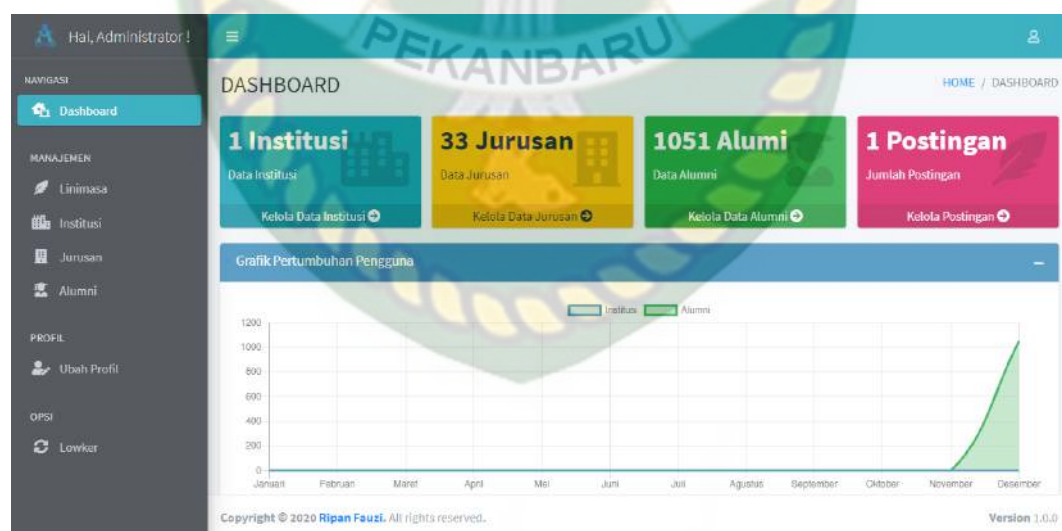 Hai, Administrator !
PEKANBARU
NAVIGASI
Dashboard
MANAJEMEN
Linimasa
Institusi
Jurusan
Alumni
PROFIL
Ubah Profil
OPSI
Lowker
DASHBOARD
HOME / DASHBOARD
1 Institusi
Data Institusi
Kelola Data Institusi
33 Jurusan
Data Jurusan
Kelola Data Jurusan
1051 Alumi
Data Alumni
Kelola Data Alumni
1 Postingan
Jumlah Postingan
Kelola Postingan
Grafik Pertumbuhan Pengguna
Institusi Alumni
1200
1000
800
600
400
200
0
Januari Februari Maret April Mei Juni Juli Agustus September Oktober November Desember
Copyright © 2020 Ripan Fauzi. All rights reserved.
Version 1.0.0